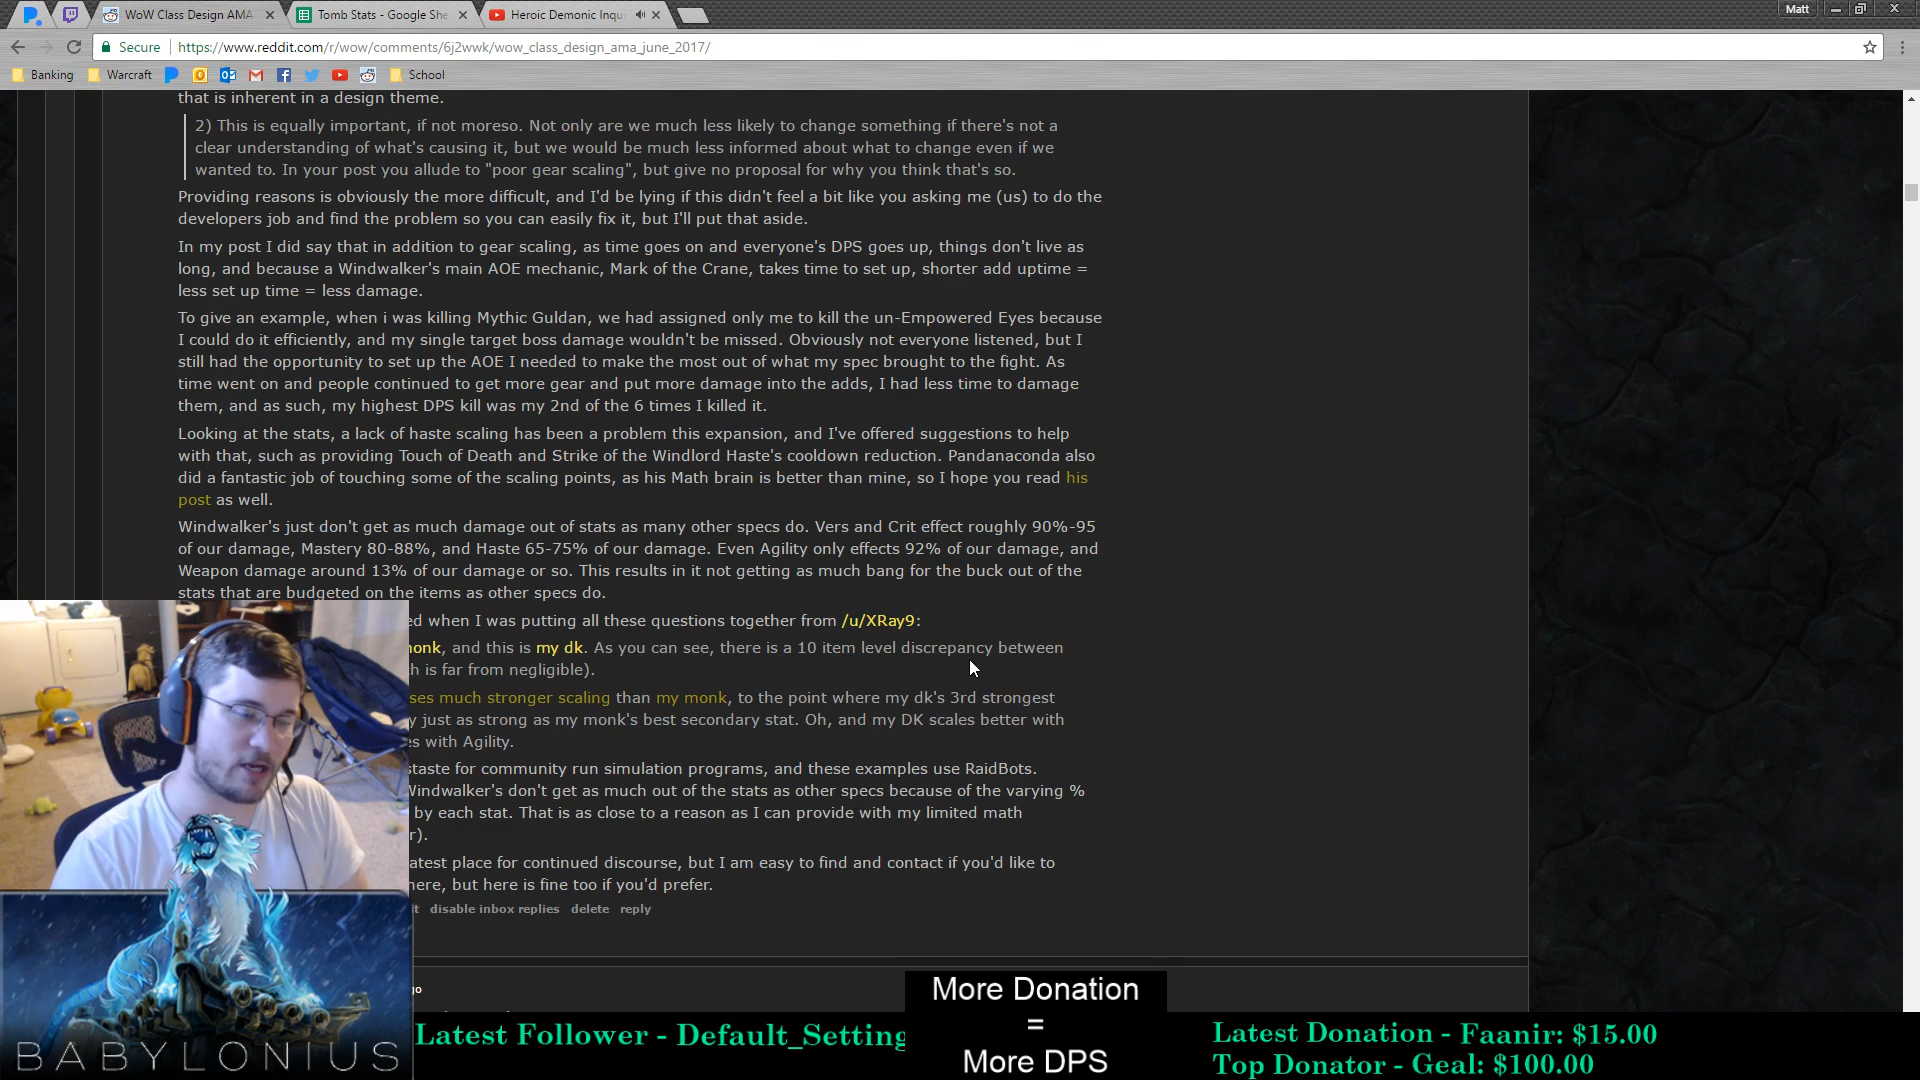 Matt
WoW Class Design AMA
Tomb Stats - Google She
Heroic Demonic Inqu
Secure
https://www.reddit.com/r/wow/comments/6j2wwk/wow_class_design_ama_june_2017/
Banking
Warcraft
School
that is inherent in a design theme.
2) This is equally important, if not moreso. Not only are we much less likely to change something if there's not a
clear understanding of what's causing it, but we would be much less informed about what to change even if we
wanted to. In your post you allude to "poor gear scaling", but give no proposal for why you think that's so.
Providing reasons is obviously the more difficult, and I'd be lying if this didn't feel a bit like you asking me (us) to do the
developers job and find the problem so you can easily fix it, but I'll put that aside.
In my post I did say that in addition to gear scaling, as time goes on and everyone's DPS goes up, things don't live as
long, and because a Windwalker's main AOE mechanic, Mark of the Crane, takes time to set up, shorter add uptime =
less set up time = less damage.
To give an example, when i was killing Mythic Guldan, we had assigned only me to kill the un-Empowered Eyes because
I could do it efficiently, and my single target boss damage wouldn't be missed. Obviously not everyone listened, but I
still had the opportunity to set up the AOE I needed to make the most out of what my spec brought to the fight. As
time went on and people continued to get more gear and put more damage into the adds, I had less time to damage
them, and as such, my highest DPS kill was my 2nd of the 6 times I killed it.
Looking at the stats, a lack of haste scaling has been a problem this expansion, and I've offered suggestions to help
with that, such as providing Touch of Death and Strike of the Windlord Haste's cooldown reduction. Pandanaconda also
did a fantastic job of touching some of the scaling points, as his Math brain is better than mine, so I hope you read his
post as well.
Windwalker's just don't get as much damage out of stats as many other specs do. Vers and Crit effect roughly 90%-95
of our damage, Mastery 80-88%, and Haste 65-75% of our damage. Even Agility only effects 92% of our damage, and
Weapon damage around 13% of our damage or so. This results in it not getting as much bang for the buck out of the
stats that are budgeted on the items as other specs do.
ed when I was putting all these questions together from /u/XRay9:
monk, and this is my dk. As you can see, there is a 10 item level discrepancy between
h is far from negligible).
ses much stronger scaling than my monk, to the point where my dk's 3rd strongest
y just as strong as my monk's best secondary stat. Oh, and my DK scales better with
es with Agility.
staste for community run simulation programs, and these examples use RaidBots.
Windwalker's don't get as much out of the stats as other specs because of the varying %
by each stat. That is as close to a reason as I can provide with my limited math
r).
atest place for continued discourse, but I am easy to find and contact if you'd like to
here, but here is fine too if you'd prefer.
t disable inbox replies delete reply
go
BABYLONIUS
Latest Follower - Default_Setting
More Donation
=
More DPS
Latest Donation - Faanir: $15.00
Top Donator - Geal: $100.00